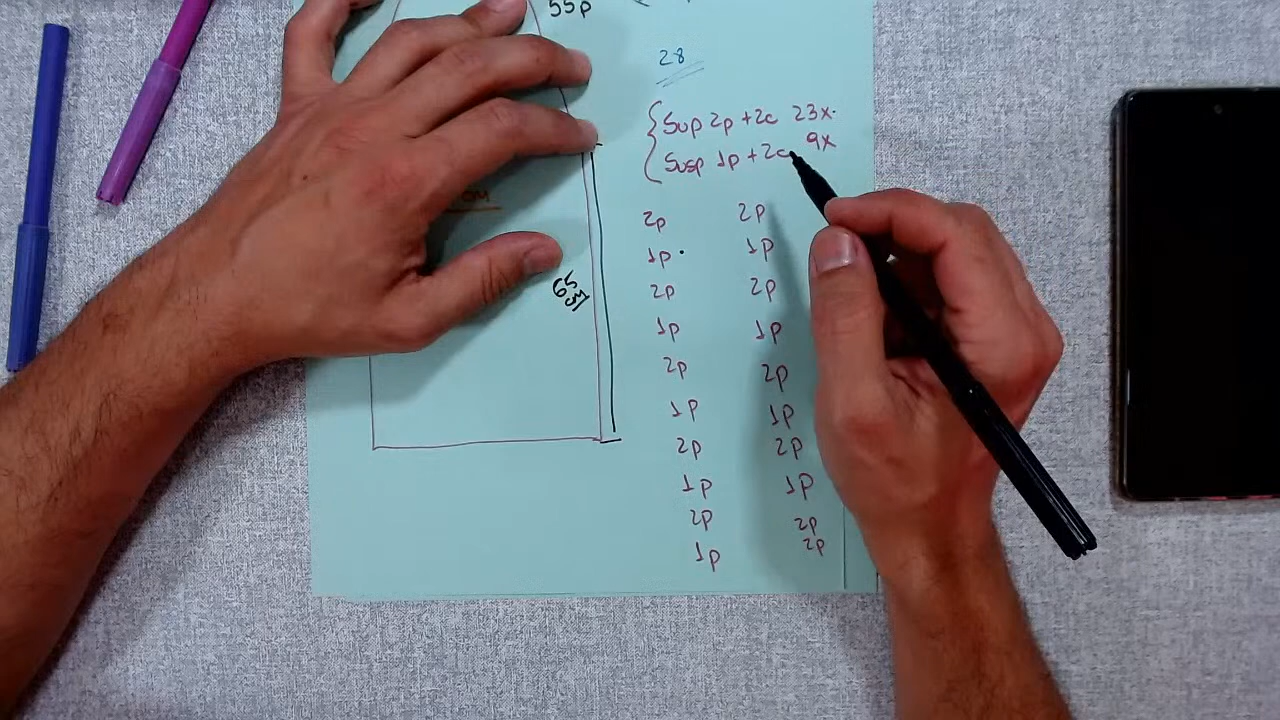 55p
28
Sup 2p + 2c 23x.
Susp 1p + 2c 9x
2p 2p
1p. 1p
2p 2p
1p 1p
2p 2p
1p 1p
2p 2p
1p 1p
2p 2p
1p 2p